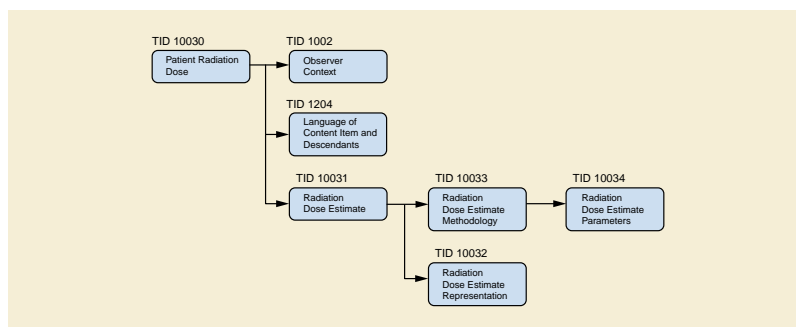 TID 10030
Patient Radiation
Dose
TID 1002
Observer
Context
TID 1204
Language of
Content Item and
Descendants
TID 10031
Radiation
Dose Estimate
TID 10033
Radiation
Dose Estimate
Methodology
TID 10034
Radiation
Dose Estimate
Parameters
TID 10032
Radiation
Dose Estimate
Representation